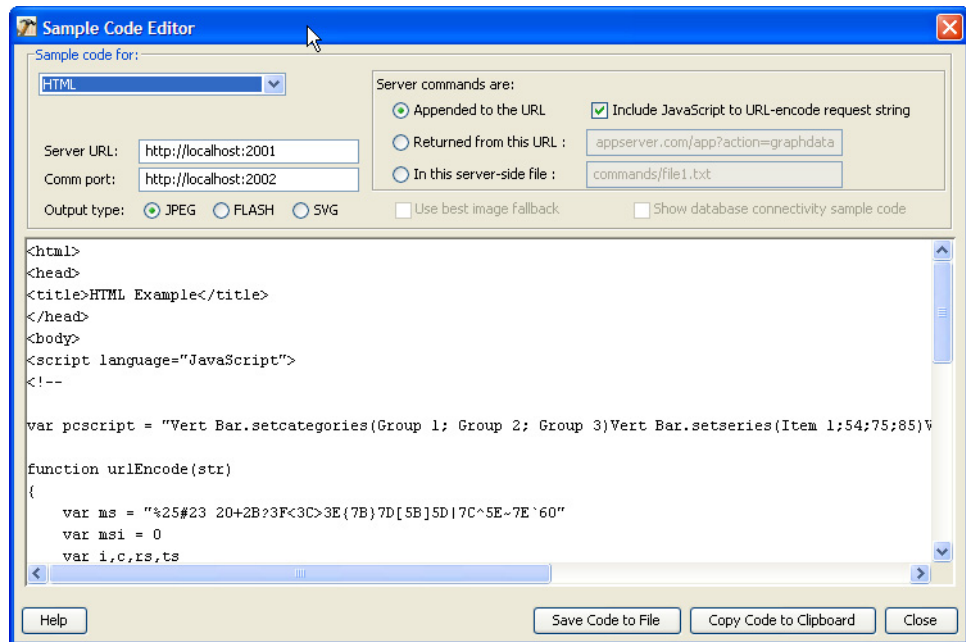 Sample Code Editor
Sample code for:
HTML
Server commands are:
Appended to the URL
Include JavaScript to URL-encode request string
Server URL:
http://localhost:2001
Returned from this URL :
appserver.com/app?action=graphdata
Comm port:
http://localhost:2002
In this server-side file :
commands/file1.txt
Output type:
JPEG
FLASH
SVG
Use best image fallback
Show database connectivity sample code
<html>
<head>
<title>HTML Example</title>
</head>
<body>
<script language="JavaScript">
<!--
var pcscript = "Vert Bar.setcategories(Group 1; Group 2; Group 3)Vert Bar.setseries(Item 1;54;75;85)V
function urlEncode(str)
{
var ms = "%25#23 20+2B?3F<3C>3E{7B}7D[5B]5D|7C^5E~7E`60"
var msi = 0
var i,c,rs,ts
Help
Save Code to File
Copy Code to Clipboard
Close